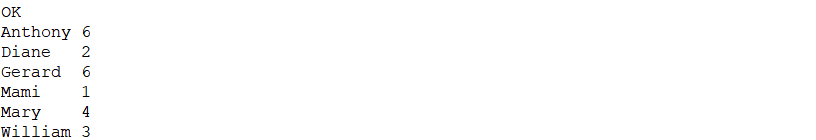 OK
Anthony 6
Diane   2
Gerard  6
Mami    1
Mary    4
William 3